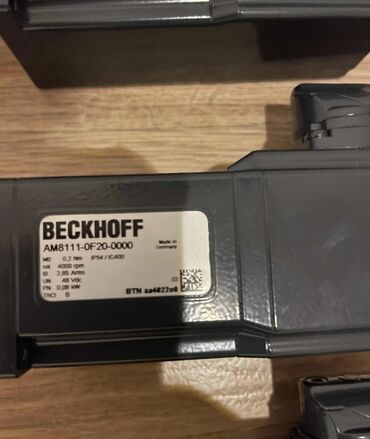 BECKHOFF
Made in
Germany
AM8111-0F20-0000
M0 0,2 Nm IP54 / IC400
nN 4000 rpm
I0 2,85 Arms
UN 48 Vdc
PN 0,08 kW
ThCl B
BTN aa4022o0